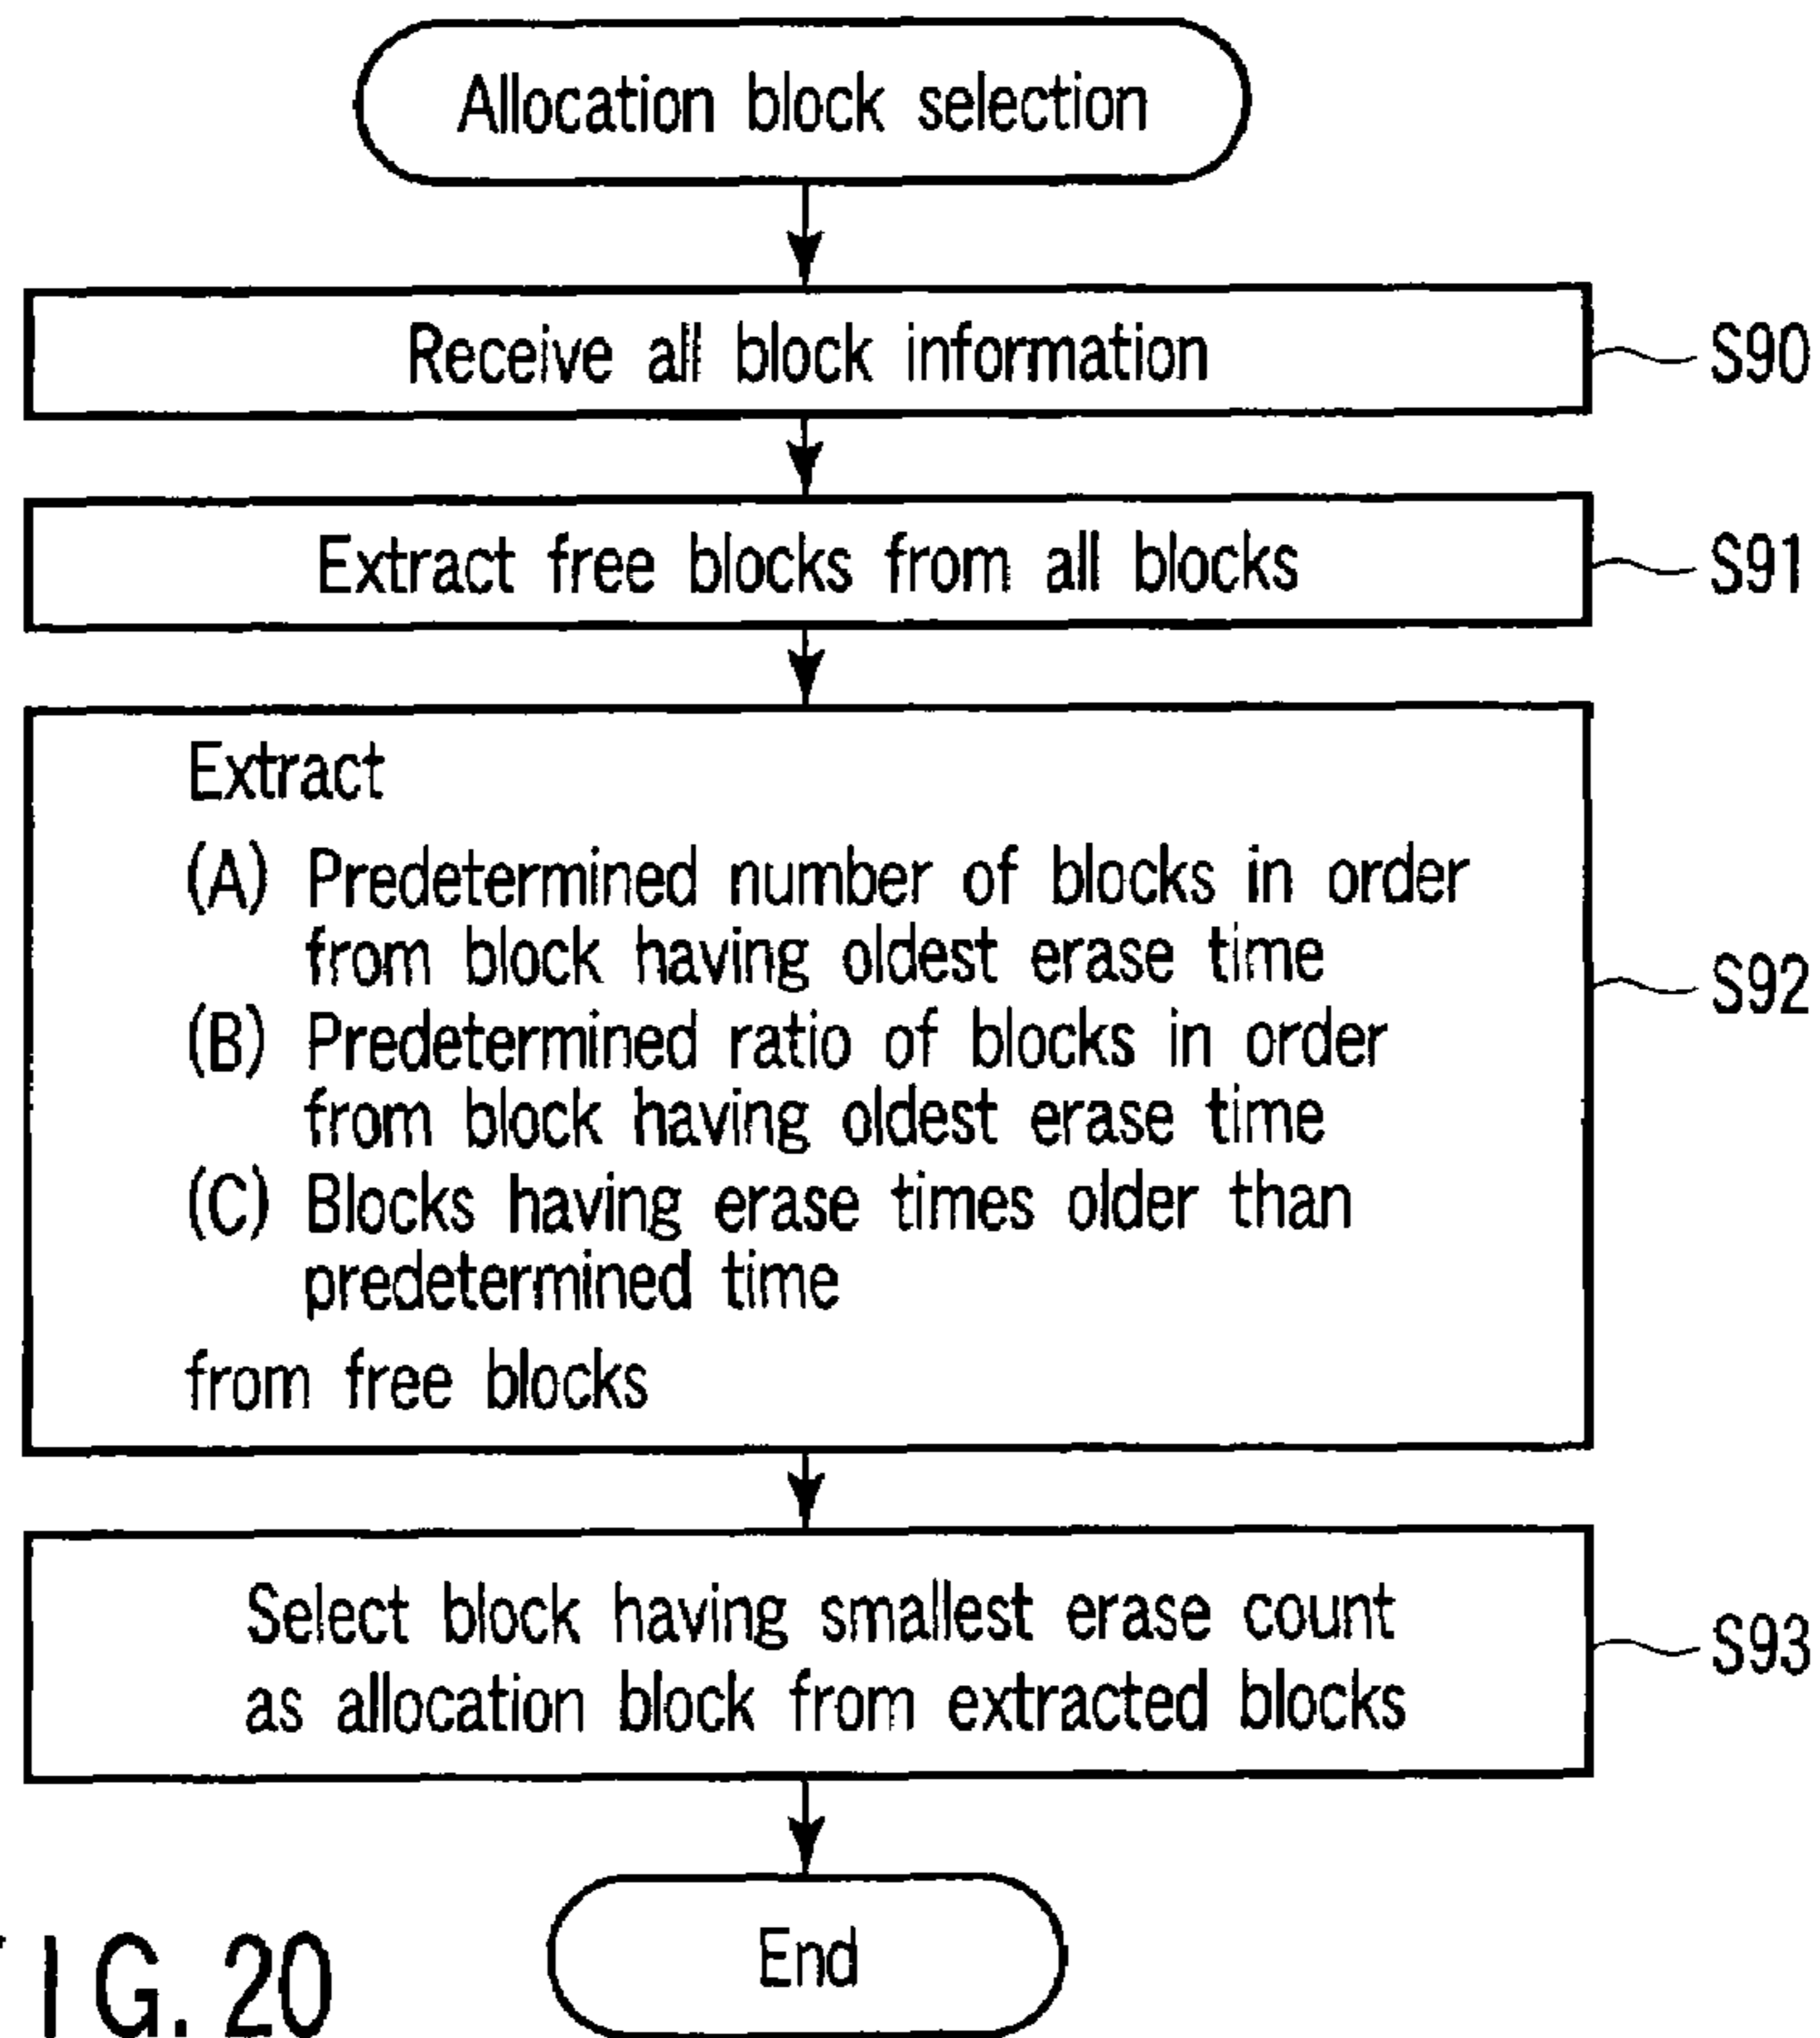 Allocation block selection
Receive all block information
S90
Extract free blocks from all blocks
S91
Extract
(A) Predetermined number of blocks in order
from block having oldest erase time
(B) Predetermined ratio of blocks in order
from block having oldest erase time
(C) Blocks having erase times older than
predetermined time
from free blocks
S92
Select block having smallest erase count
as allocation block from extracted blocks
S93
End
FIG. 20